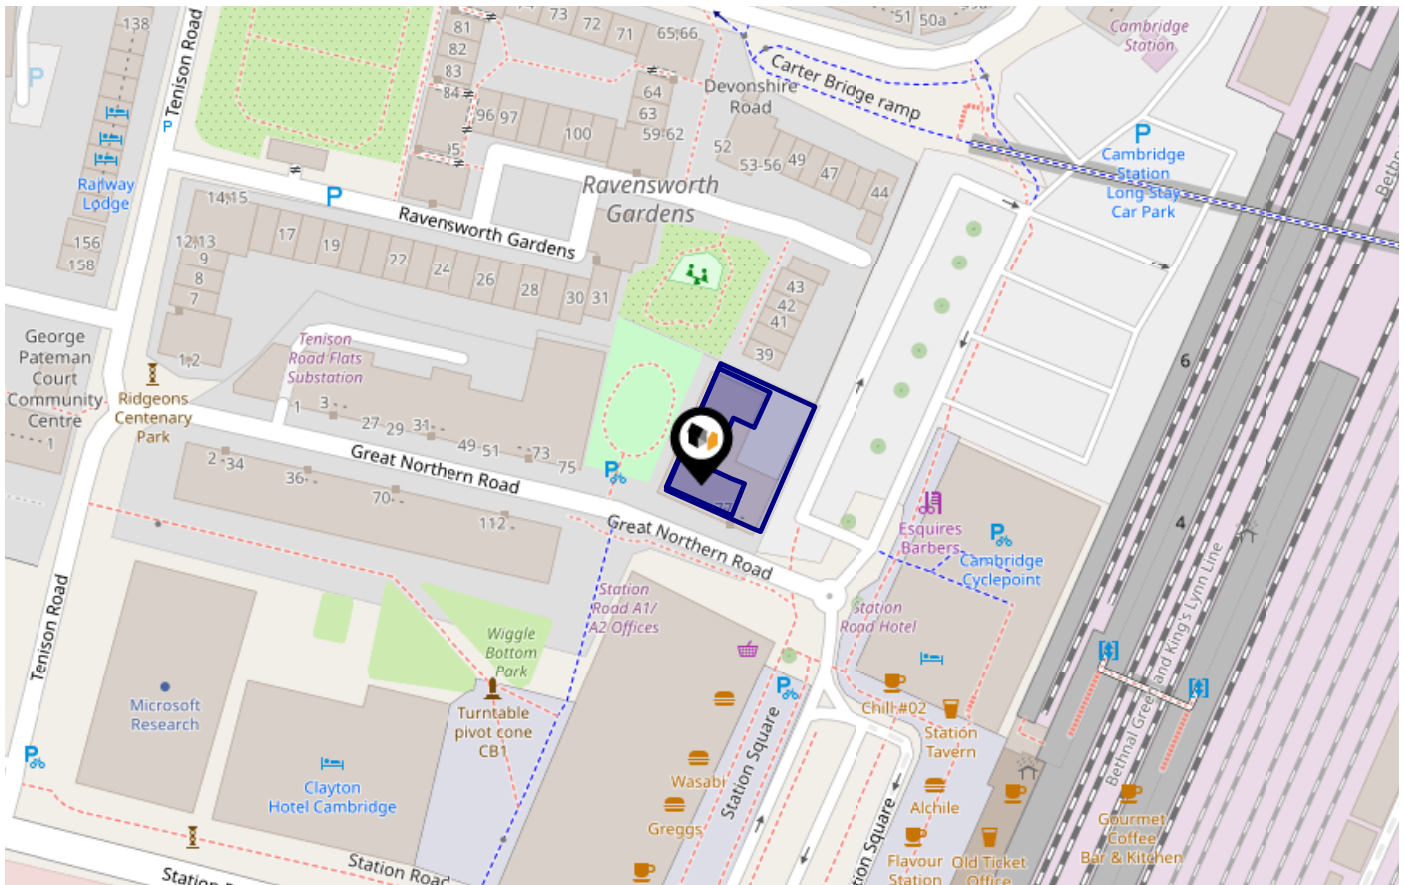 138
P
Tenison Road
P
81
82
83
84
74
73
72
71
65,66
51
50a
Cambridge
Station
Carter Bridge ramp
Devonshire
Road
64
63
59-62
96
97
100
95
52
53-56
49
47
44
P
Cambridge
Station
Long Stay
Car Park
Railway
Lodge
156
158
P
Ravensworth
Gardens
Ravensworth Gardens
14,15
12,13
9
8
7
1,2
17
19
22
24
26
28
30
31
43
42
41
39
6
4
George
Pateman
Court
Community
Centre
1
Tenison
Road Flats
Substation
Ridgeons
Centenary
Park
1
3
27
29
31
49
51
73
75
77
P
Great Northern Road
2
34
36
70
112
Great Northern Road
Esquires
Barbers
P
Cambridge
Cyclepoint
Station
Road A1/
A2 Offices
Station
Road Hotel
Wiggle
Bottom
Park
Tenison Road
Microsoft
Research
Turntable
pivot cone
CB1
P
Chill #02
Station
Tavern
Bethnal Green and King's Lynn Line
P
Clayton
Hotel Cambridge
Wasabi
Greggs
Station Square
Alchile
Gourmet
Coffee
Bar & Kitchen
Flavour
Station
Old Ticket
Office
Station Road